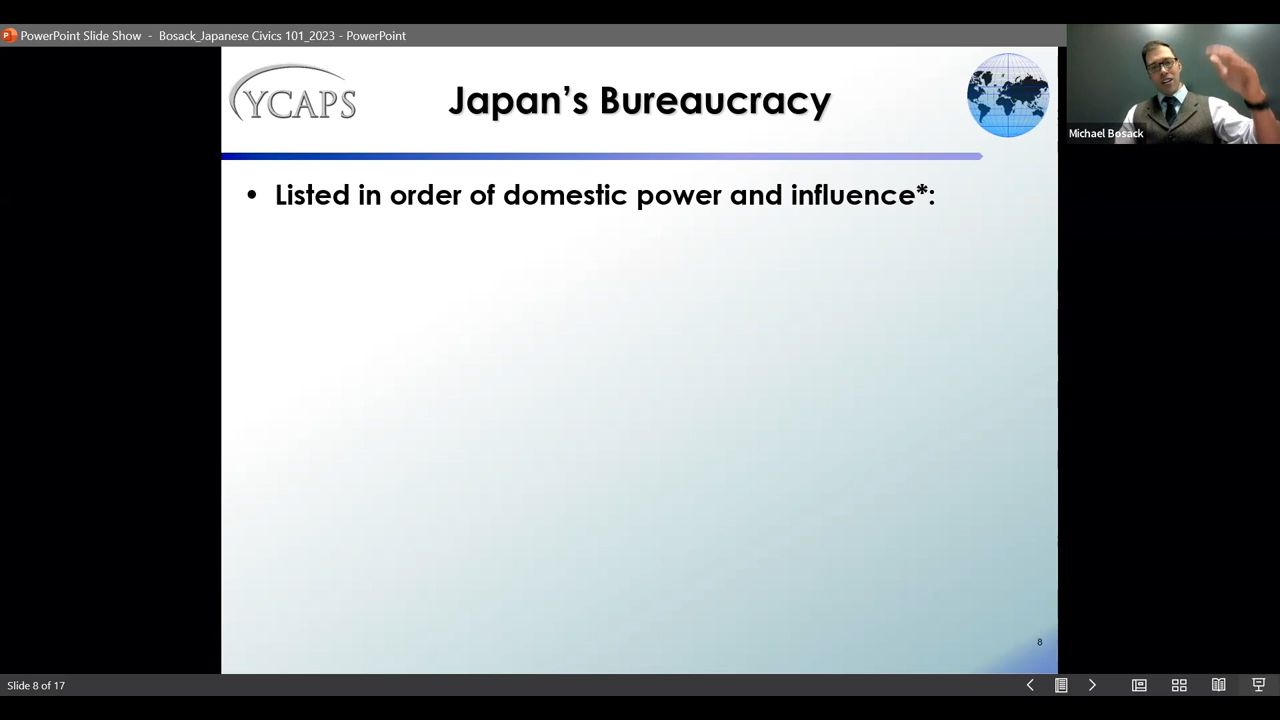 PowerPoint Slide Show - Bosack_Japanese Civics 101_2023 - PowerPoint
YCAPS
Japan's Bureaucracy
Michael Bosack
• Listed in order of domestic power and influence*:
8
Slide 8 of 17